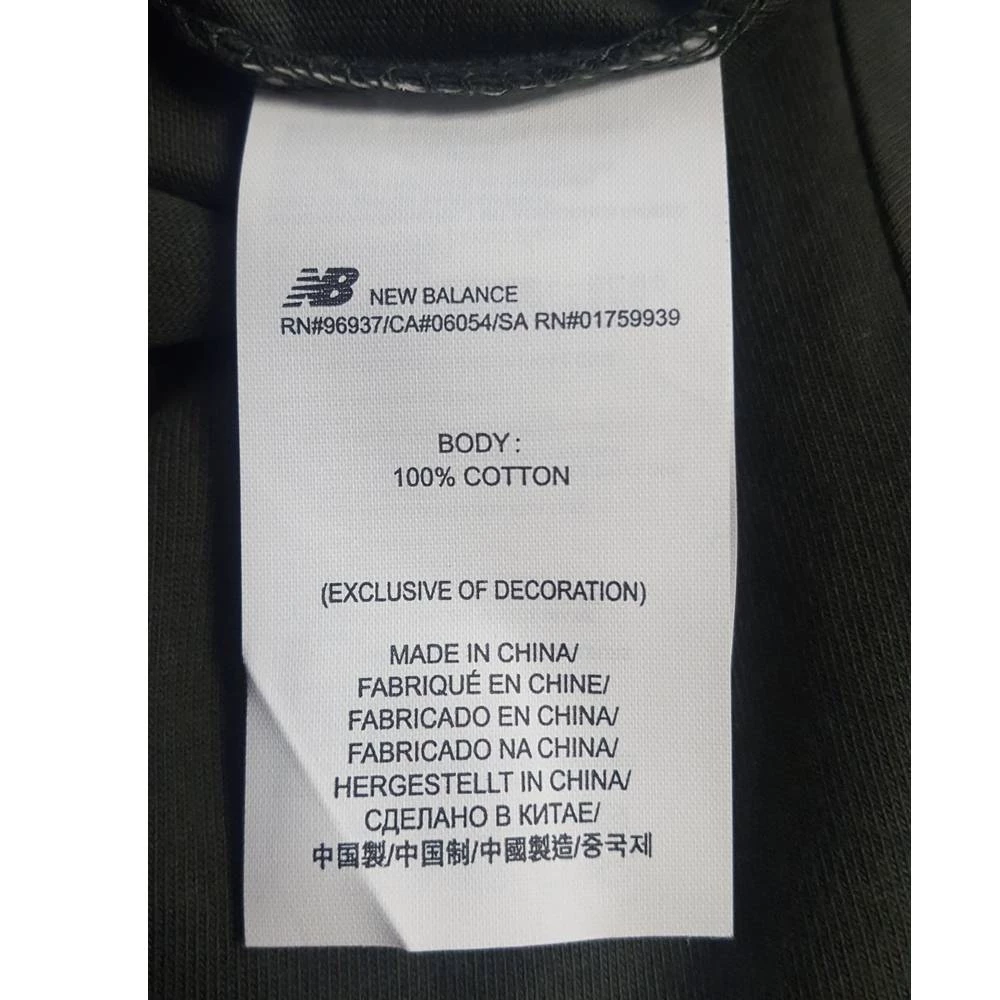 NB NEW BALANCE
RN#96937/CA#06054/SA RN#01759939
BODY :
100% COTTON
(EXCLUSIVE OF DECORATION)
MADE IN CHINA/
FABRIQUÉ EN CHINE/
FABRICADO EN CHINA/
FABRICADO NA CHINA/
HERGESTELLT IN CHINA/
СДЕЛАНО В КИТАЕ/
中国製/中国制/中國製造/중국제